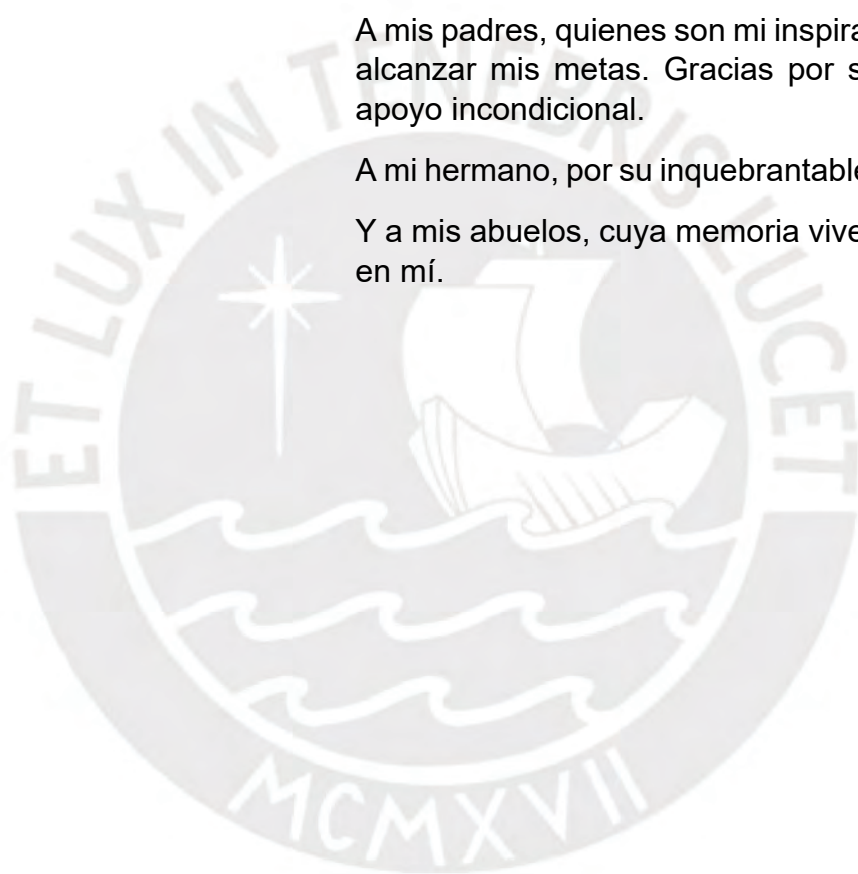 A mis padres, quienes son mi
alcanzar mis metas. Gracias por
apoyo incondicional.
A mi hermano, por su inquebrantable
Y a mis abuelos, cuya memoria vive
en mí.
ET LUX IN TENEBRIS LUCET
MCMXVII